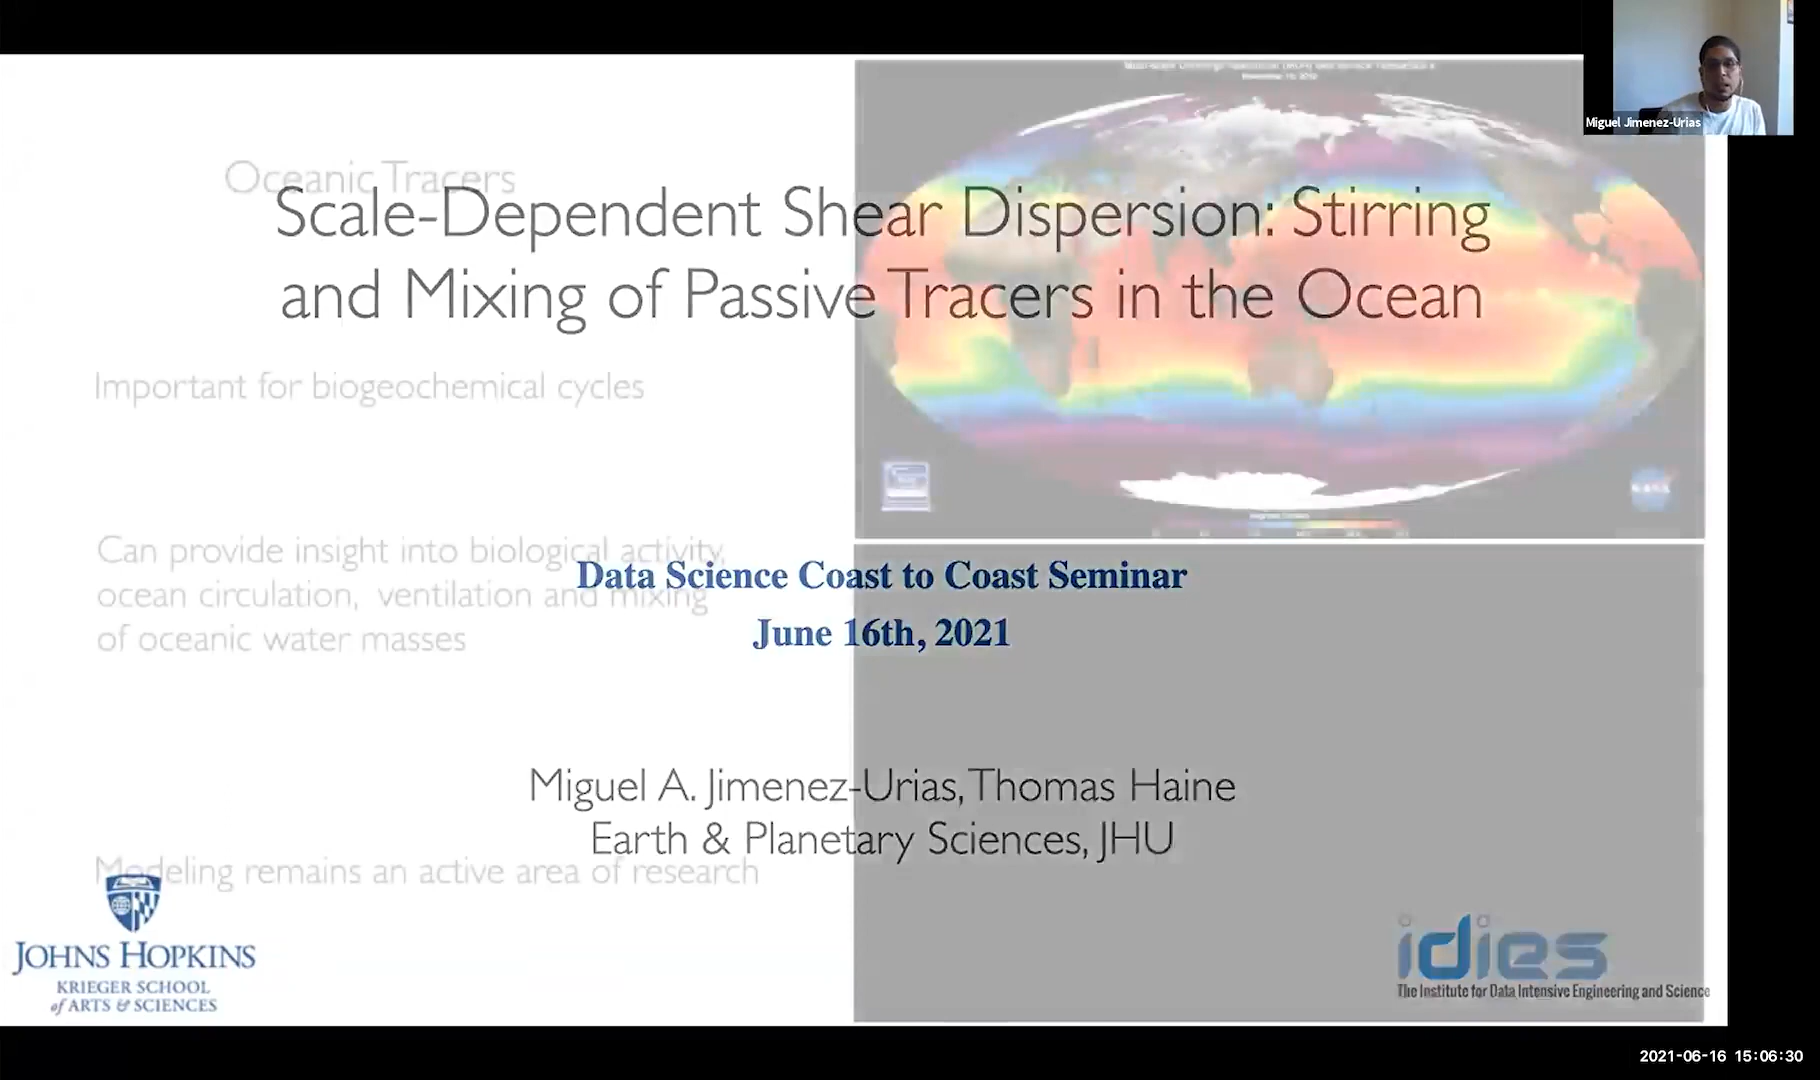 Miguel Jimenez-Urias
Oceanic Tracers
Scale-Dependent Shear Dispersion: Stirring
and Mixing of Passive Tracers in the Ocean
Important for biogeochemical cycles
Can provide insight into biological activity,
ocean circulation, ventilation and mixing
of oceanic water masses
Data Science Coast to Coast Seminar
June 16th, 2021
Miguel A. Jimenez-Urias, Thomas Haine
Earth & Planetary Sciences, JHU
Modeling remains an active area of research
JOHNS HOPKINS
KRIEGER SCHOOL
of ARTS & SCIENCES
NASA
idies
The Institute for Data Intensive Engineering and Science
2021-06-16 15:06:30